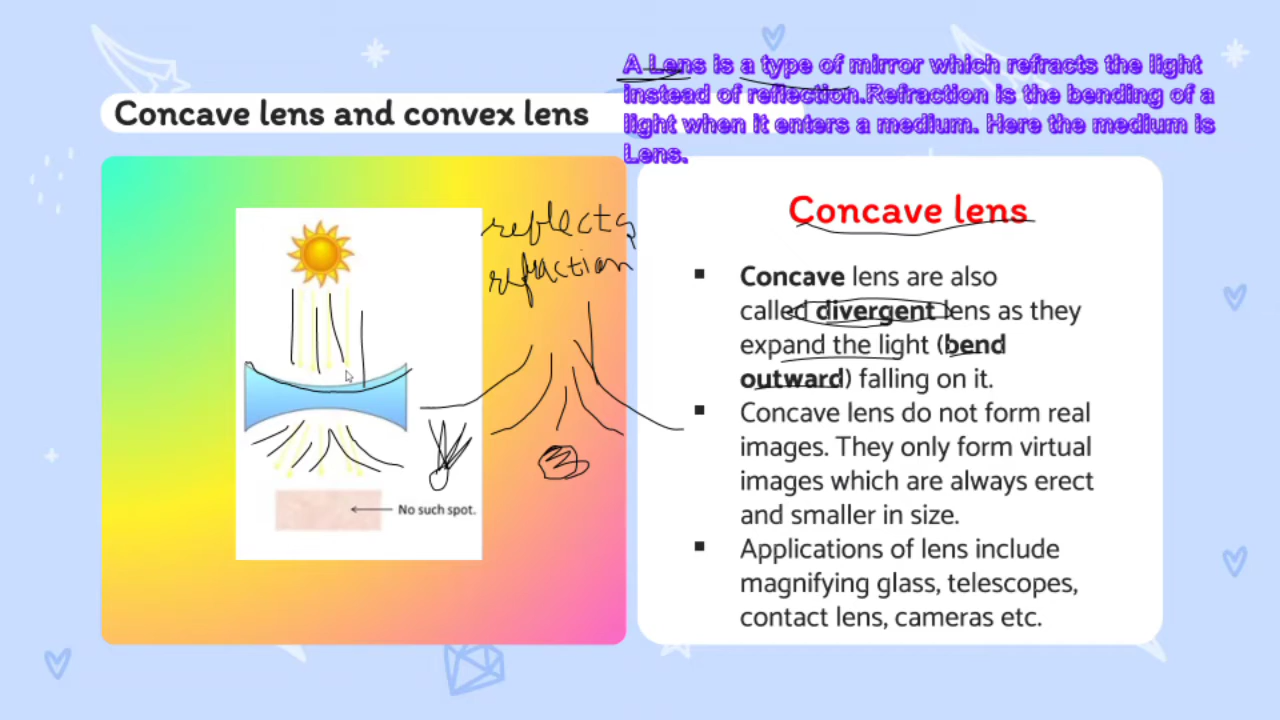 A Lens is a type of mirror which refracts the light
instead of reflection.Refraction is the bending of a
light when it enters a medium. Here the medium is
Lens.
Concave lens and convex lens
reflects
refraction
No such spot.
Concave lens
▪ Concave lens are also
called divergent lens as they
expand the light (bend
outward) falling on it.
▪ Concave lens do not form real
images. They only form virtual
images which are always erect
and smaller in size.
▪ Applications of lens include
magnifying glass, telescopes,
contact lens, cameras etc.